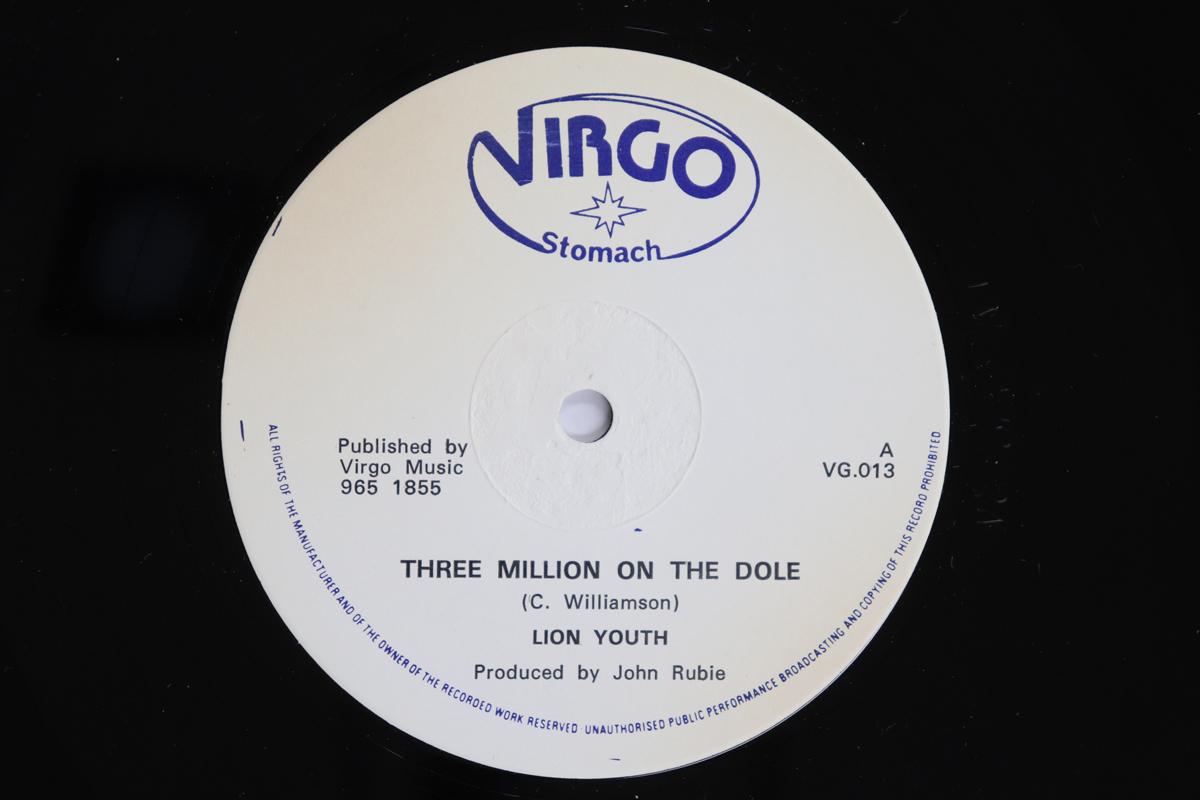 VIRGO
Stomach
Published by
Virgo Music
965 1855
A
VG.013
THREE MILLION ON THE DOLE
(C. Williamson)
LION YOUTH
Produced by John Rubie
ALL RIGHTS OF THE MANUFACTURER AND OF THE OWNER OF THE RECORDED WORK RESERVED UNAUTHORISED PUBLIC PERFORMANCE BROADCASTING AND COPYING OF THIS RECORD PROHIBITED